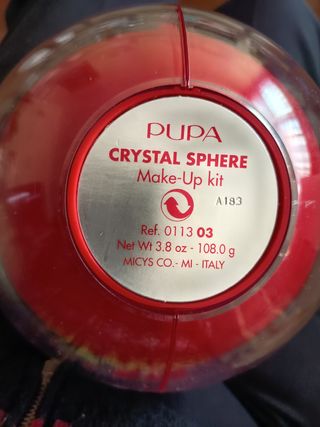 PUPA
CRYSTAL SPHERE
Make-Up kit
A183
Ref. 0113 03
Net Wt 3.8 oz - 108.0 g
MICYS CO.- MI - ITALY